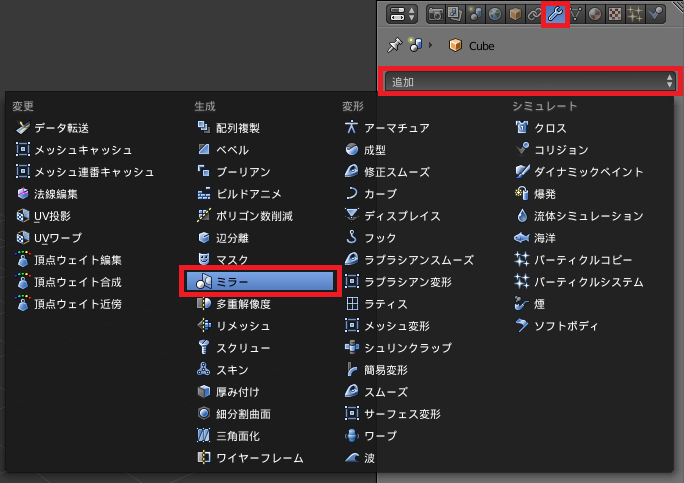 Cube
追加
変更
データ転送
メッシュキャッシュ
メッシュ連番キャッシュ
法線編集
UV投影
UVワープ
頂点ウェイト編集
頂点ウェイト合成
頂点ウェイト近傍
生成
配列複製
ベベル
ブーリアン
ビルドアニメ
ポリゴン数削減
辺分離
マスク
ミラー
多重解像度
リメッシュ
スクリュー
スキン
厚み付け
細分割曲面
三角面化
ワイヤーフレーム
変形
アーマチュア
成型
修正スムーズ
カーブ
ディスプレイス
フック
ラプラシアンスムーズ
ラプラシアン変形
ラティス
メッシュ変形
シュリンクラップ
簡易変形
スムーズ
サーフェス変形
ワープ
波
シミュレート
クロス
コリジョン
ダイナミックペイント
爆発
流体シミュレーション
海洋
パーティクルコピー
パーティクルシステム
煙
ソフトボディ